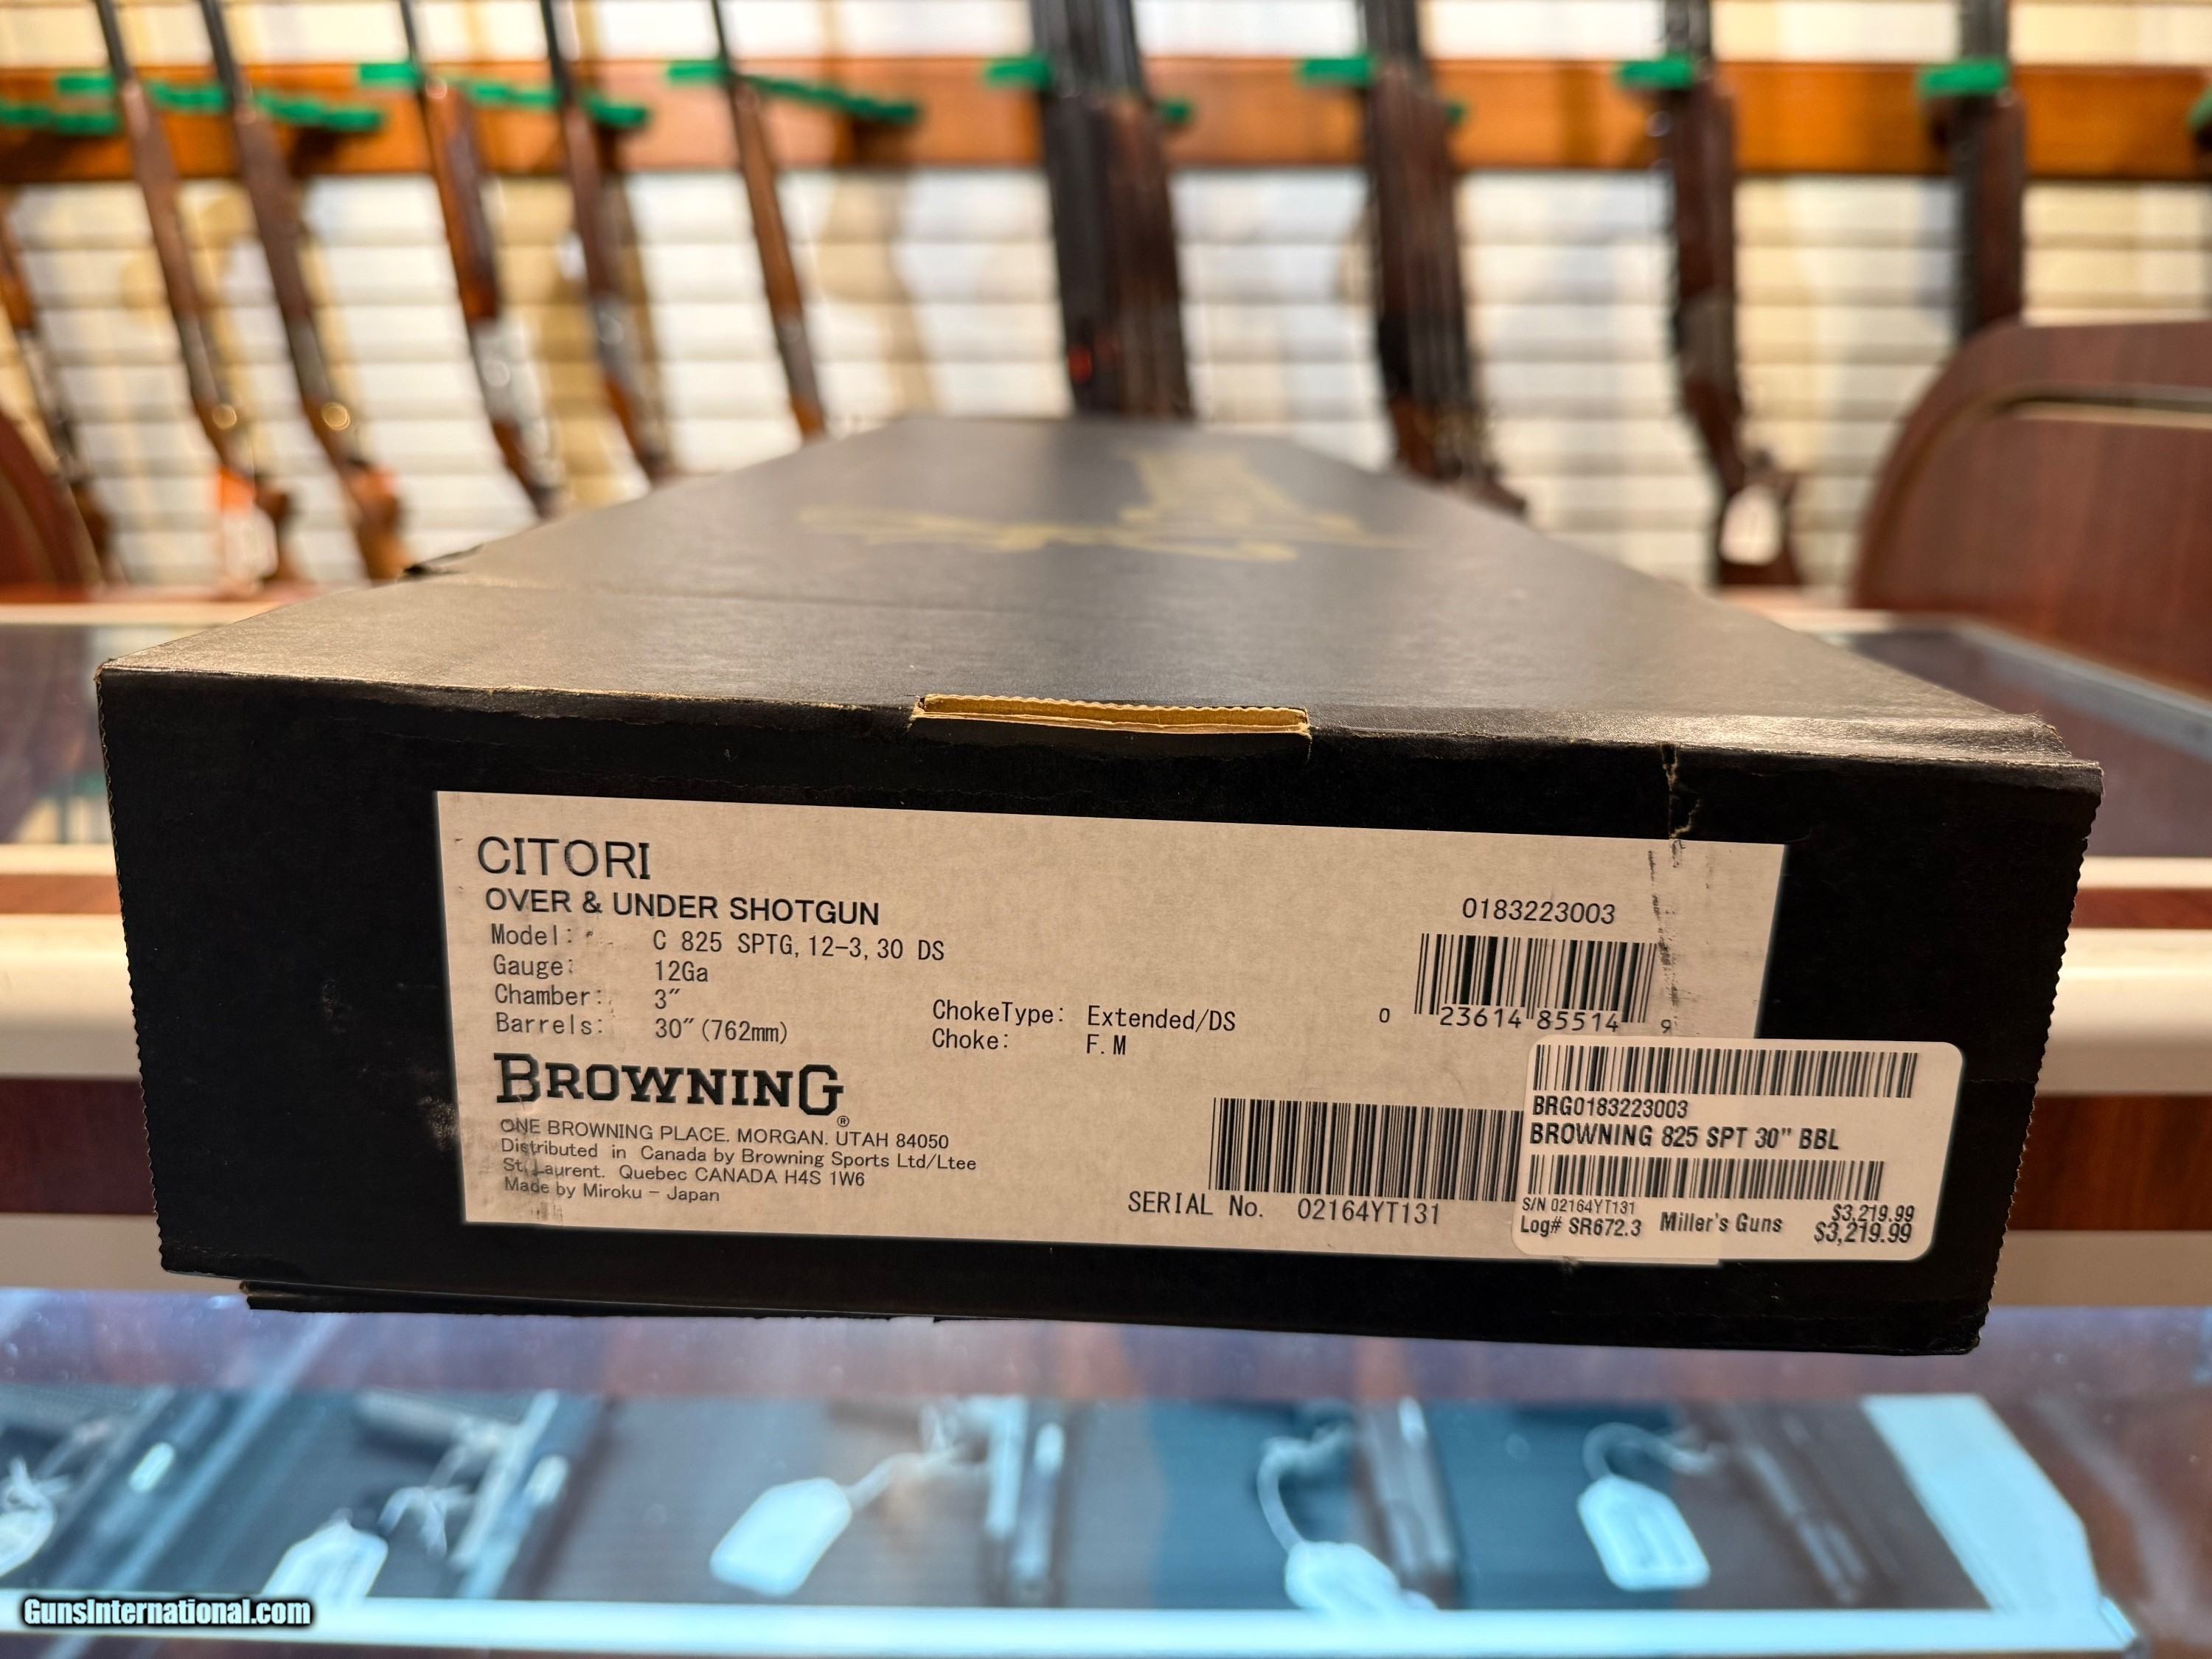 CITORI
OVER & UNDER SHOTGUN
Model: C 825 SPTG, 12-3, 30 DS
Gauge: 12Ga
Chamber: 3"
Barrels: 30" (762mm)
ChokeType: Extended/DS
Choke: F. M
BROWNING®
ONE BROWNING PLACE. MORGAN. UTAH 84050
Distributed in Canada by Browning Sports Ltd/Ltee
St. Laurent. Quebec CANADA H4S 1W6
Made by Miroku - Japan
0183223003
0 23614 85514 9
SERIAL No. 02164YT131
BRG0183223003
BROWNING 825 SPT 30" BBL
S/N 02164YT131 $3,219.99
Log# SR672.3 Miller's Guns $3,219.99
GunsInternational.com